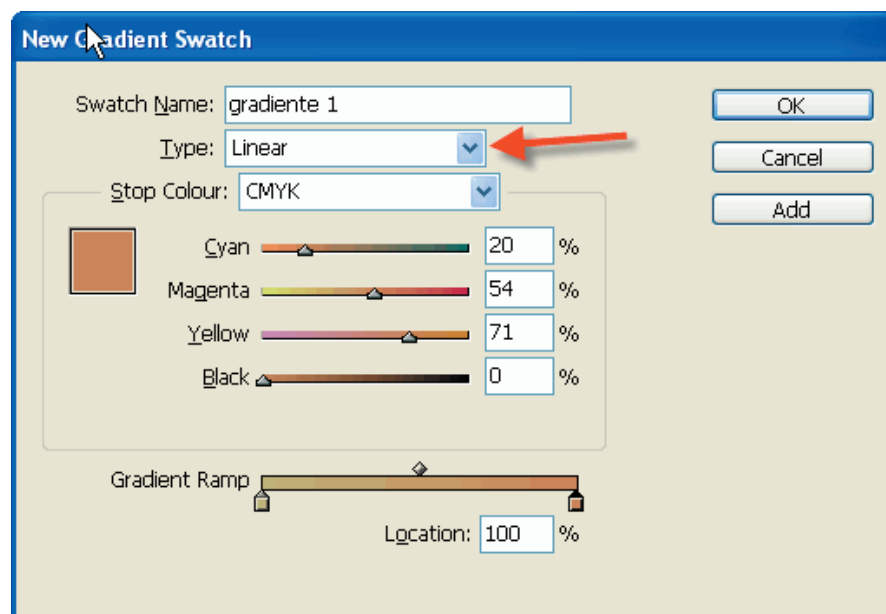 New Gradient Swatch
Swatch Name: gradiente 1
OK
Type: Linear
Cancel
Stop Colour: CMYK
Add
Cyan 20 %
Magenta 54 %
Yellow 71 %
Black 0 %
Gradient Ramp
Location: 100 %